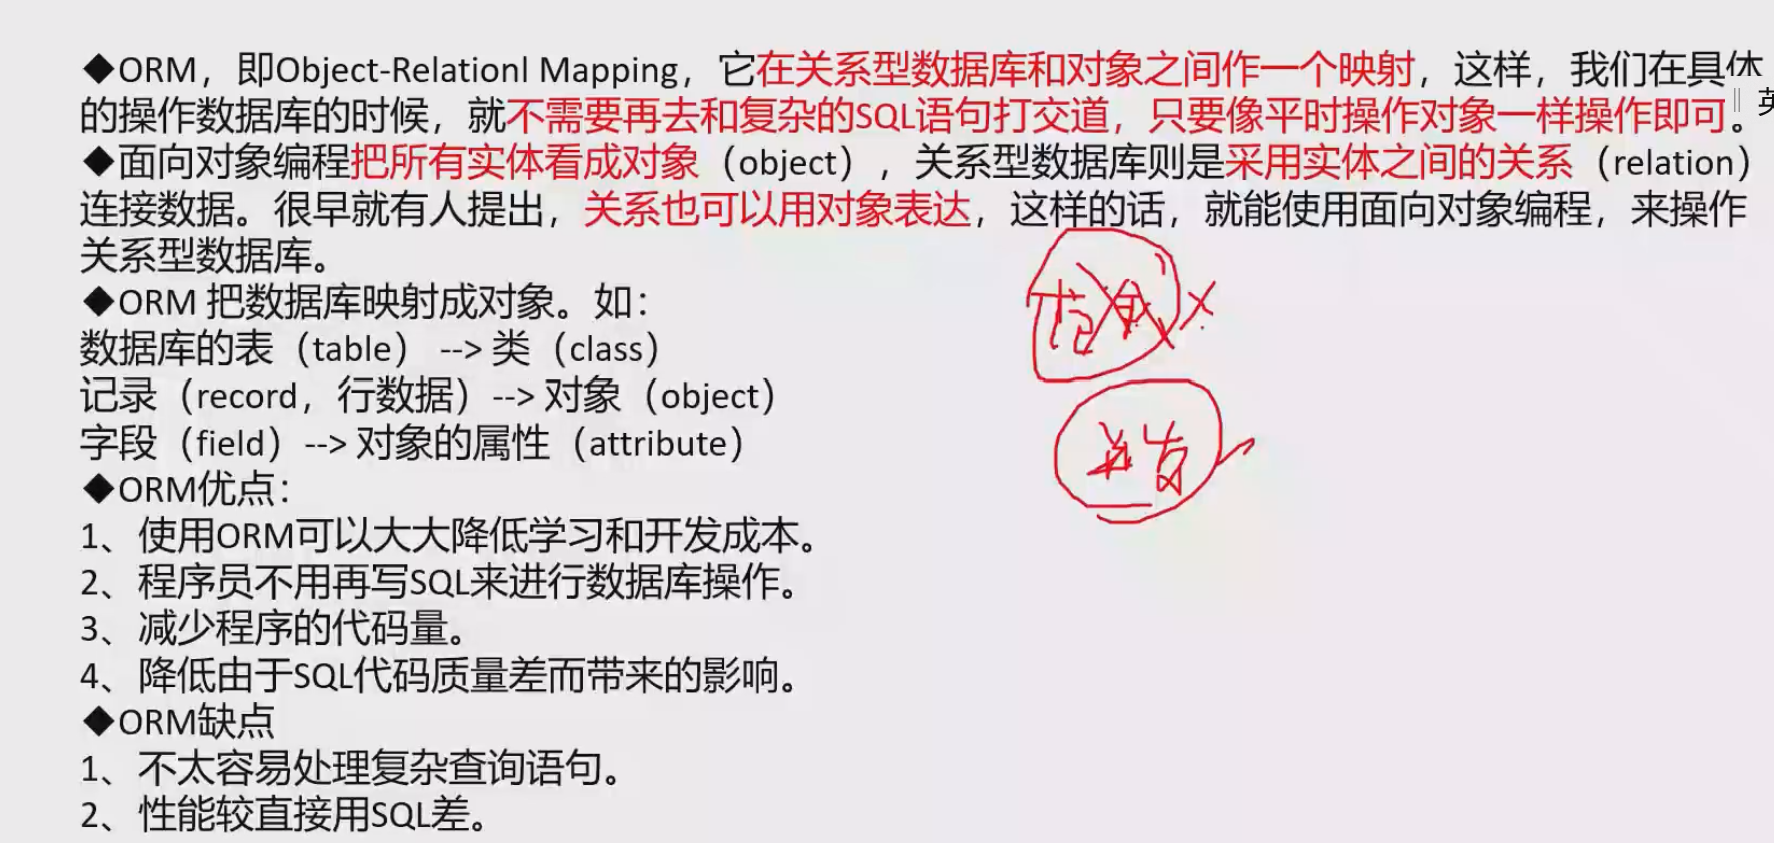 ◆ORM，即Object-Relationl Mapping，它在关系型数据库和对象之间作一个映射，这样，我们在具体
的操作数据库的时候，就不需要再去和复杂的SQL语句打交道，只要像平时操作对象一样操作即可。
英
◆面向对象编程把所有实体看成对象（object），关系型数据库则是采用实体之间的关系（relation）
连接数据。很早就有人提出，关系也可以用对象表达，这样的话，就能使用面向对象编程，来操作
关系型数据库。
◆ORM 把数据库映射成对象。如：
数据库的表（table） --> 类（class）
记录（record，行数据）--> 对象（object）
字段（field）--> 对象的属性（attribute）
◆ORM优点：
1、使用ORM可以大大降低学习和开发成本。
2、程序员不用再写SQL来进行数据库操作。
3、减少程序的代码量。
4、降低由于SQL代码质量差而带来的影响。
◆ORM缺点
1、不太容易处理复杂查询语句。
2、性能较直接用SQL差。
并发